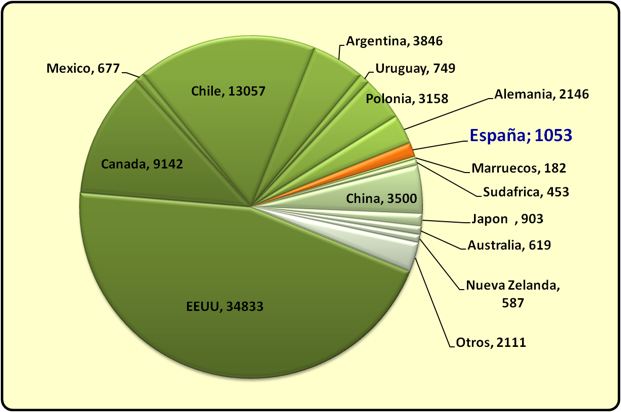 Argentina, 3846
Uruguay, 749
Mexico, 677
Chile, 13057
Polonia, 3158
Alemania, 2146
España; 1053
Canada, 9142
Marruecos, 182
Sudafrica, 453
China, 3500
Japon , 903
Australia, 619
Nueva Zelanda,
587
EEUU, 34833
Otros, 2111